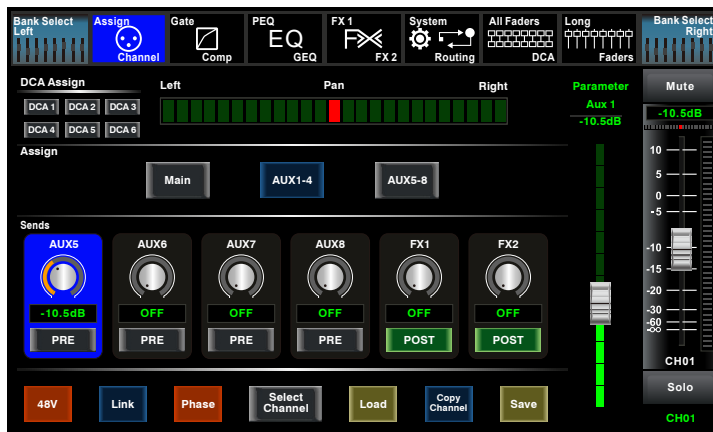 Bank Select
Left
Assign
Channel
Gate
Comp
PEQ
EQ
GEQ
FX 1
FX
FX 2
System
Routing
All Faders
DCA
Long
Faders
Bank Select
Right
DCA Assign
DCA 1
DCA 2
DCA 3
DCA 4
DCA 5
DCA 6
Left
Pan
Right
Parameter
Aux 1
-10.5dB
Mute
-10.5dB
Assign
Main
AUX1-4
AUX5-8
10
5
0
-5
-10
-15
-20
-30
-60
-∞
Sends
AUX5
AUX6
AUX7
AUX8
FX1
FX2
-10.5dB
OFF
OFF
OFF
OFF
OFF
PRE
PRE
PRE
PRE
POST
POST
CH01
Solo
CH01
48V
Link
Phase
Select
Channel
Load
Copy
Channel
Save